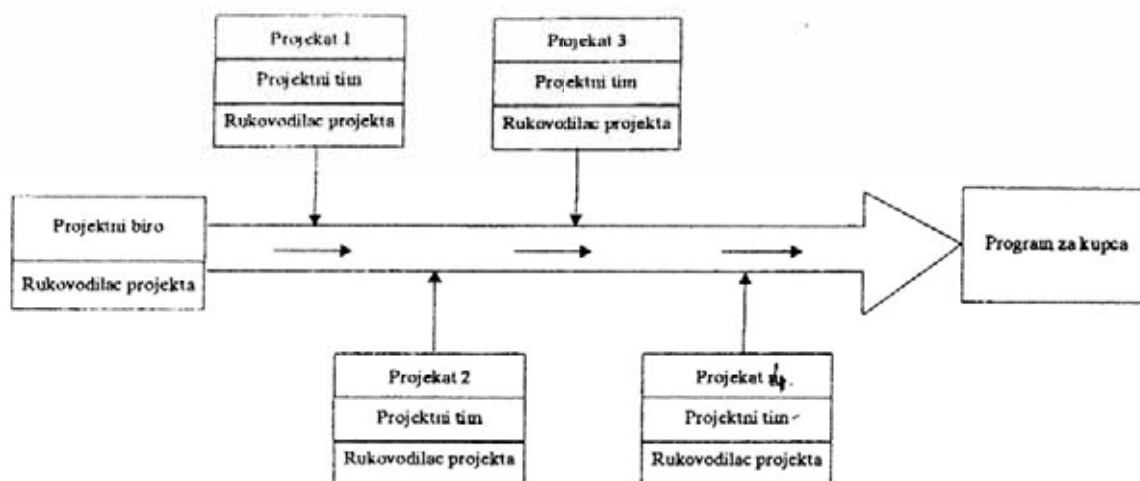 Projekat 1
Projektni tim
Rukovodilac projekta
Projekat 3
Projektni tim
Rukovodilac projekta
Projektni biro
Rukovodilac projekta
Program za kupca
Projekat 2
Projektni tim
Rukovodilac projekta
Projekat
Projektni tim
Rukovodilac projekta